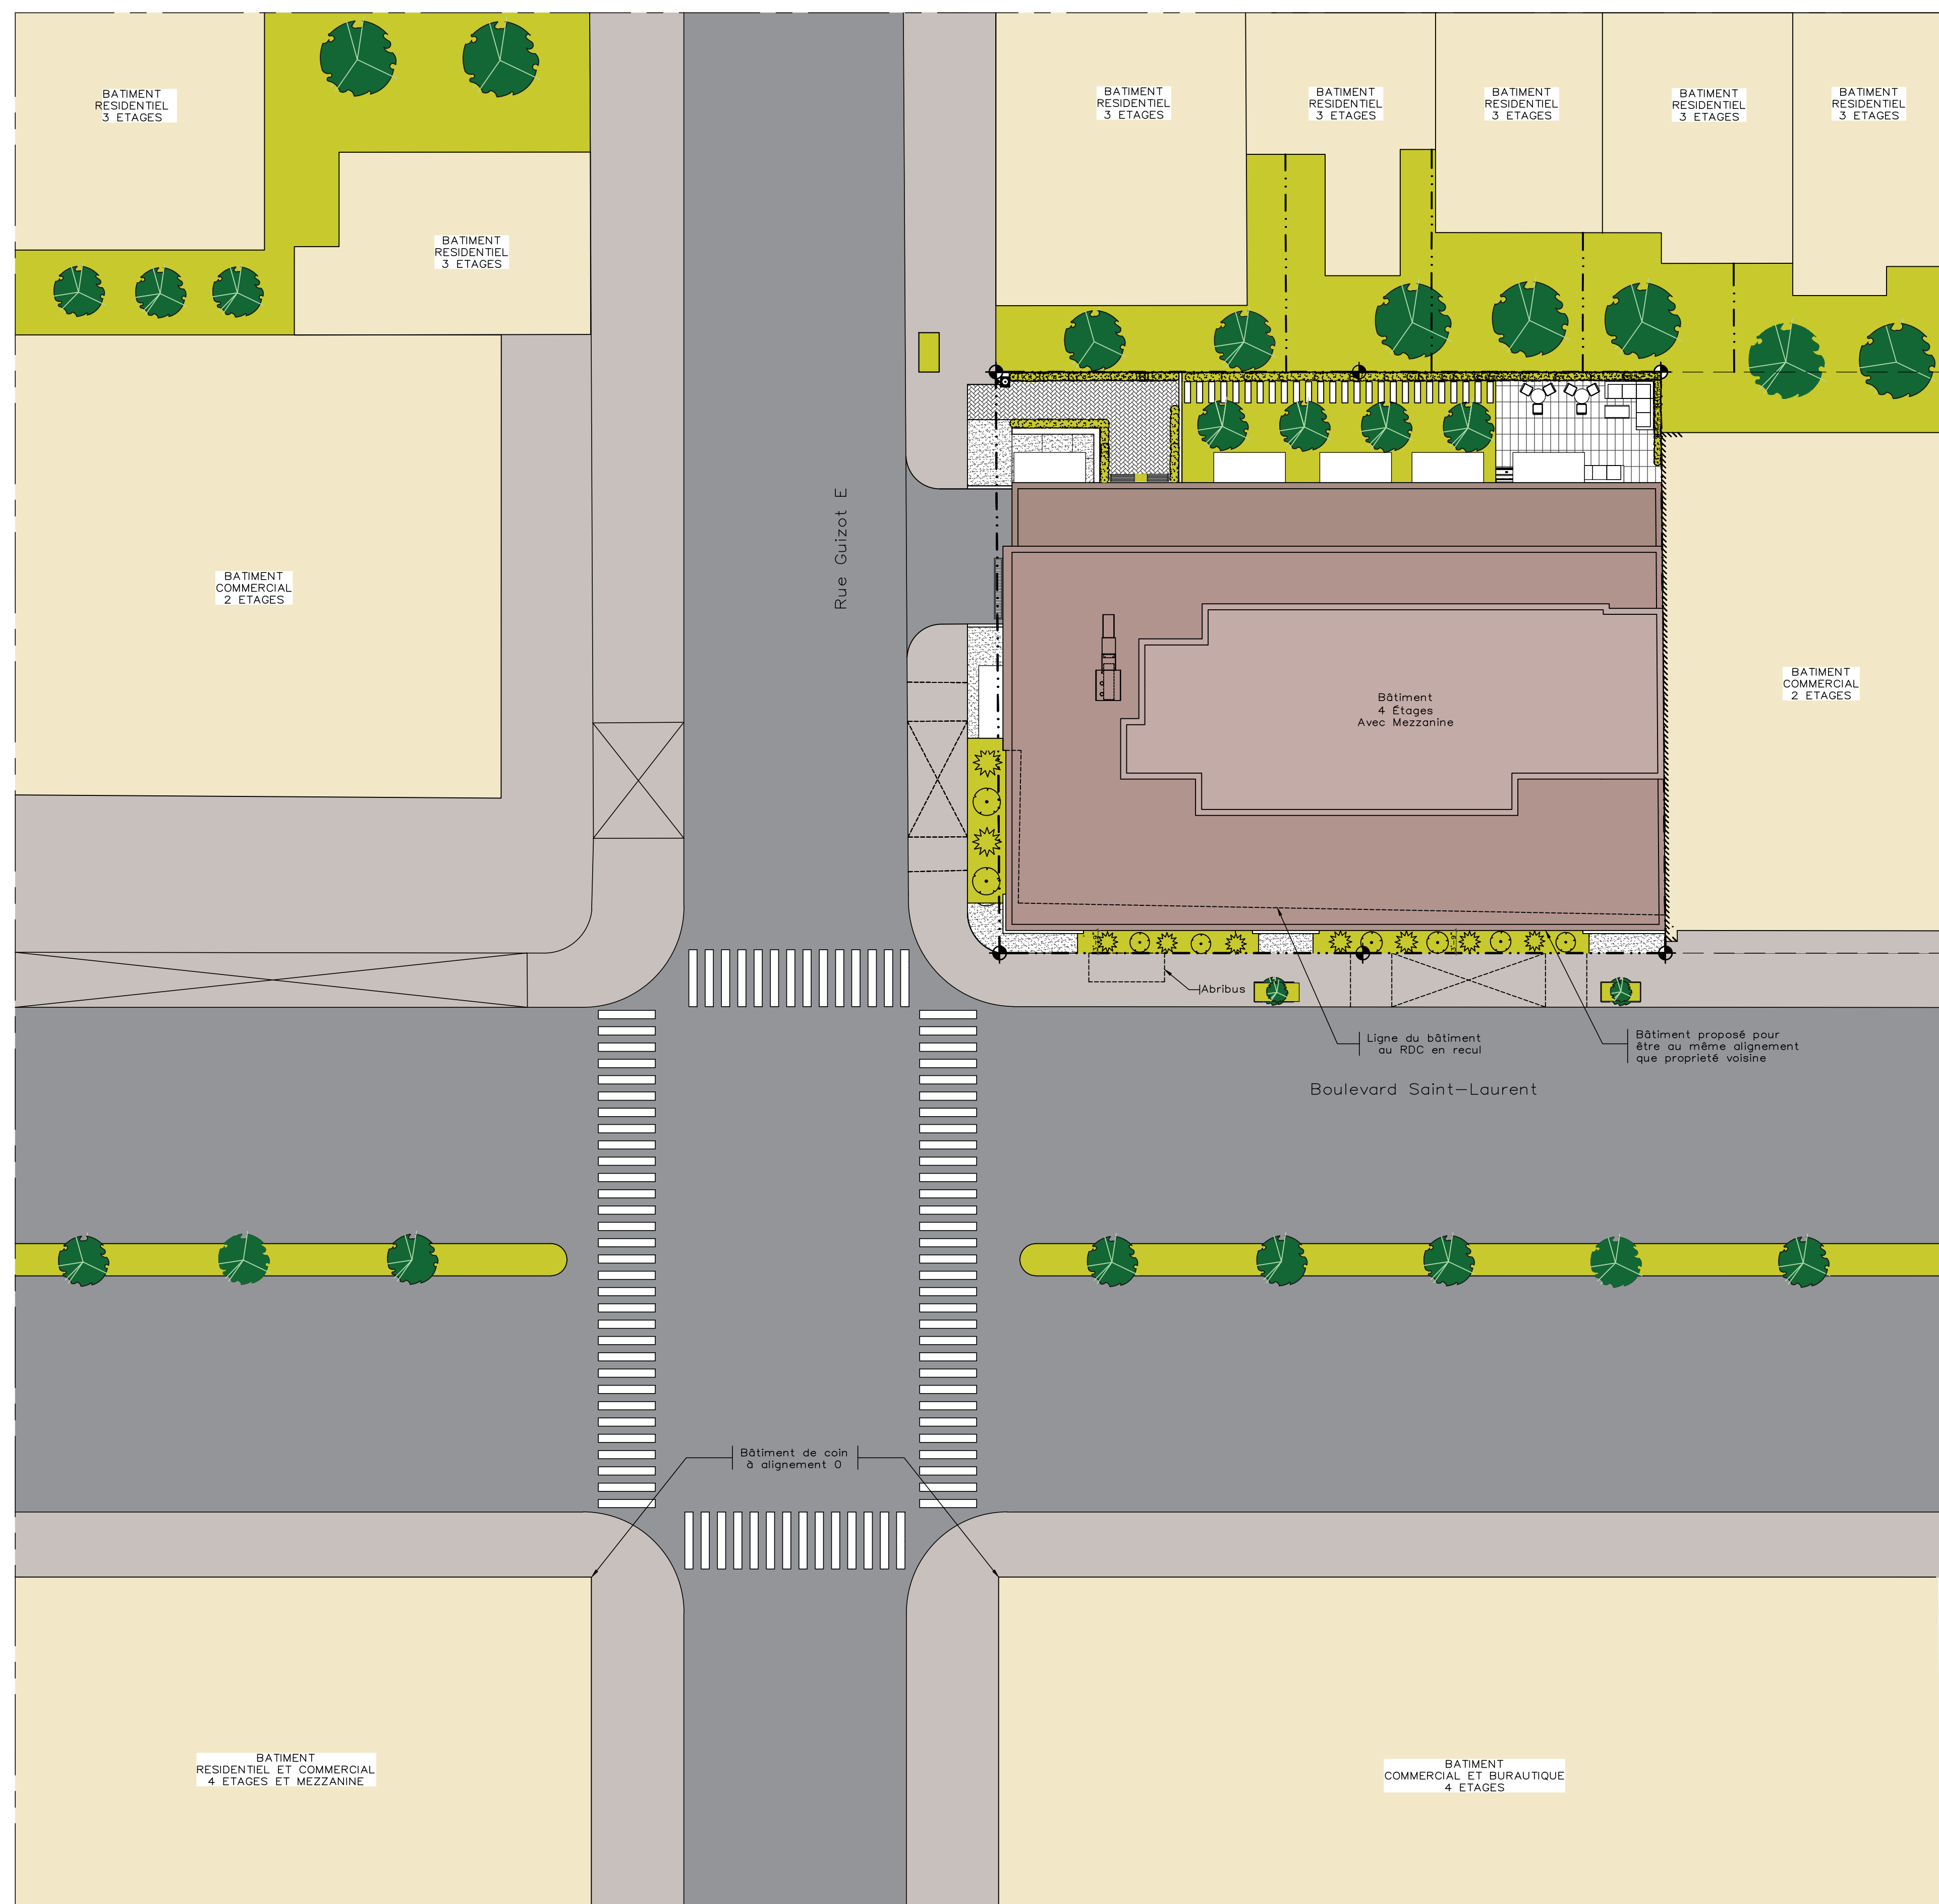 BATIMENT
RESIDENTIEL
3 ETAGES
BATIMENT
RESIDENTIEL
3 ETAGES
BATIMENT
RESIDENTIEL
3 ETAGES
BATIMENT
RESIDENTIEL
3 ETAGES
BATIMENT
RESIDENTIEL
3 ETAGES
BATIMENT
RESIDENTIEL
3 ETAGES
BATIMENT
RESIDENTIEL
3 ETAGES
Rue Guizot E
BATIMENT
COMMERCIAL
2 ETAGES
BATIMENT
COMMERCIAL
2 ETAGES
Bâtiment
4 Étages
Avec Mezzanine
Abribus
Ligne du bâtiment
au RDC en recul
Bâtiment proposé pour
être au même alignement
que proprieté voisine
Boulevard Saint-Laurent
Bâtiment de coin
à alignement 0
BATIMENT
RESIDENTIEL ET COMMERCIAL
4 ETAGES ET MEZZANINE
BATIMENT
COMMERCIAL ET BURAUTIQUE
4 ETAGES